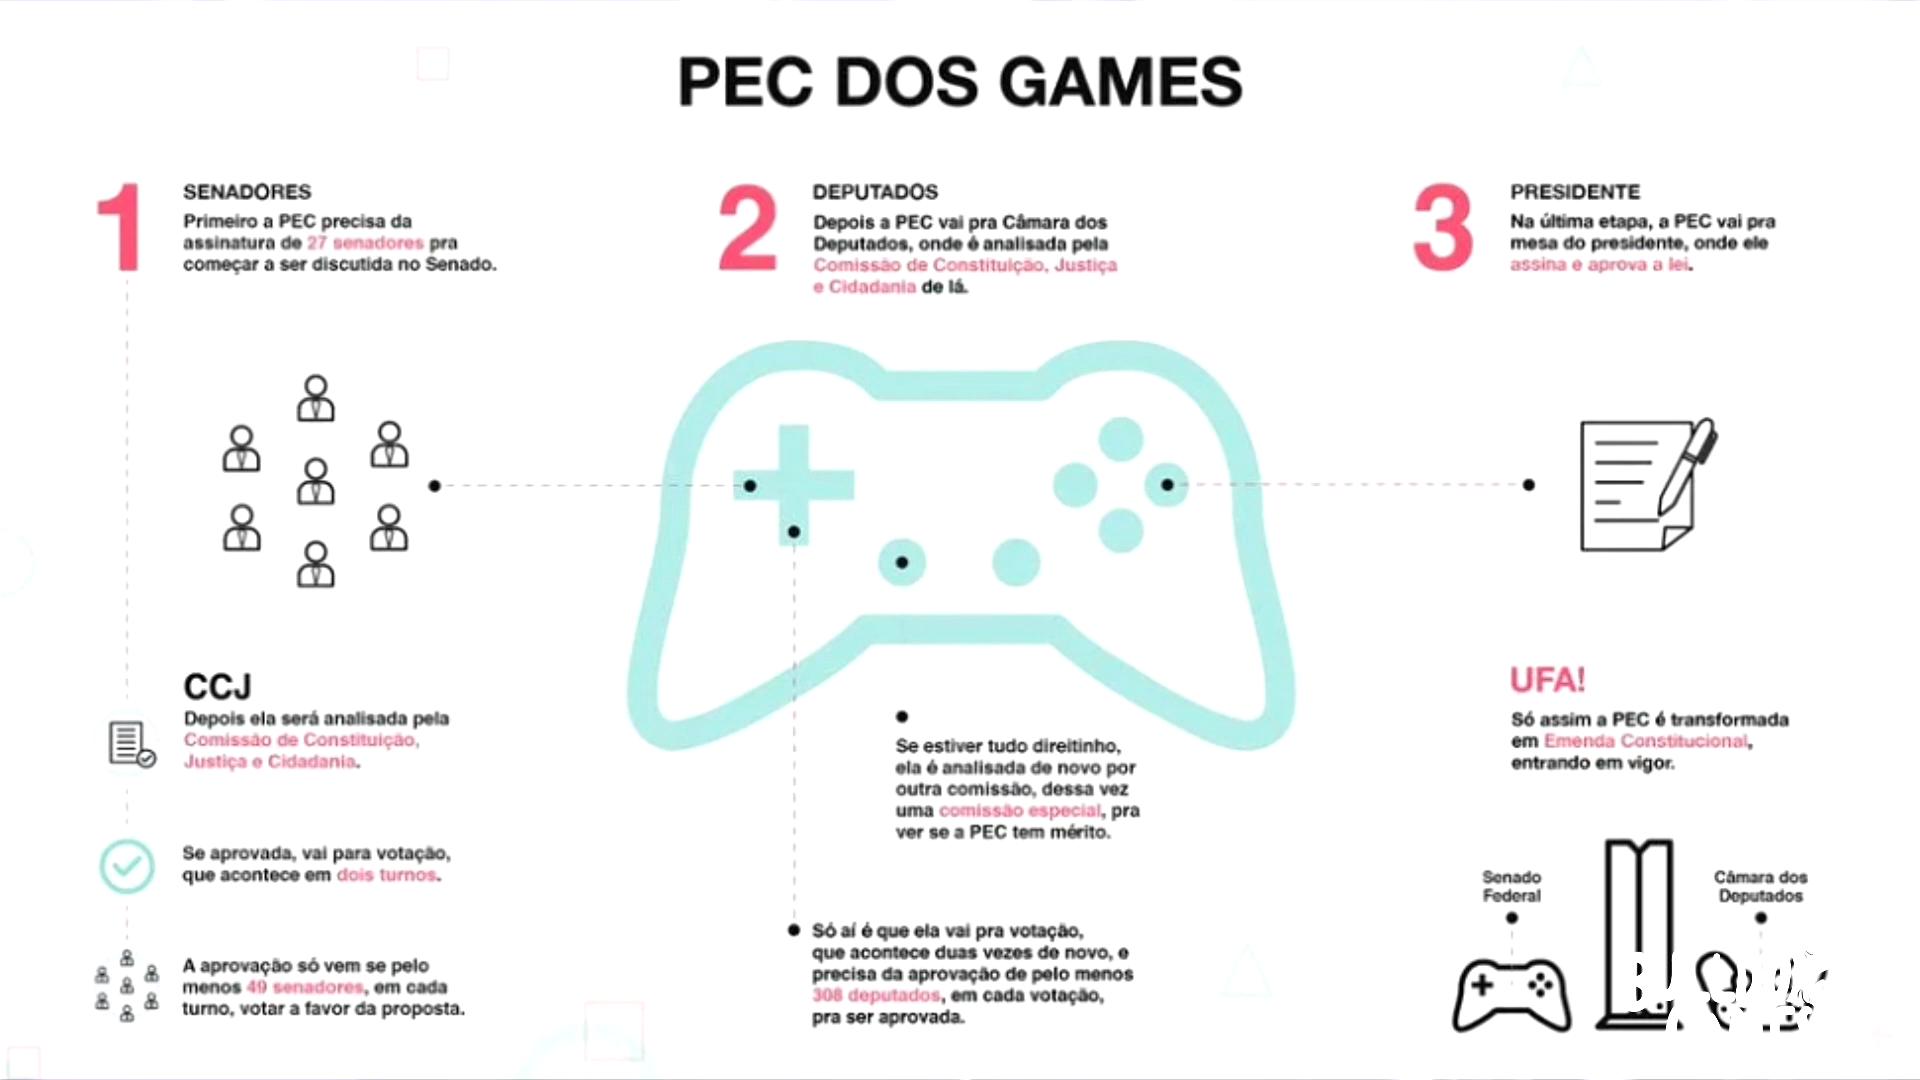 PEC DOS GAMES
1
SENADORES
Primeiro a PEC precisa da
assinatura de 27 senadores pra
começar a ser discutida no Senado.
CCJ
Depois ela será analisada pela
Comissão de Constituição,
Justiça e Cidadania.
Se aprovada, vai para votação,
que acontece em dois turnos.
A aprovação só vem se pelo
menos 49 senadores, em cada
turno, votar a favor da proposta.
2
DEPUTADOS
Depois a PEC vai pra Câmara dos
Deputados, onde é analisada pela
Comissão de Constituição, Justiça
e Cidadania de lá.
Se estiver tudo direitinho,
ela é analisada de novo por
outra comissão, dessa vez
uma comissão especial, pra
ver se a PEC tem mérito.
Só aí é que ela vai pra votação,
que acontece duas vezes de novo, e
precisa da aprovação de pelo menos
308 deputados, em cada votação,
pra ser aprovada.
3
PRESIDENTE
Na última etapa, a PEC vai pra
mesa do presidente, onde ele
assina e aprova a lei.
UFA!
Só assim a PEC é transformada
em Emenda Constitucional,
entrando em vigor.
Senado
Federal
Câmara dos
Deputados